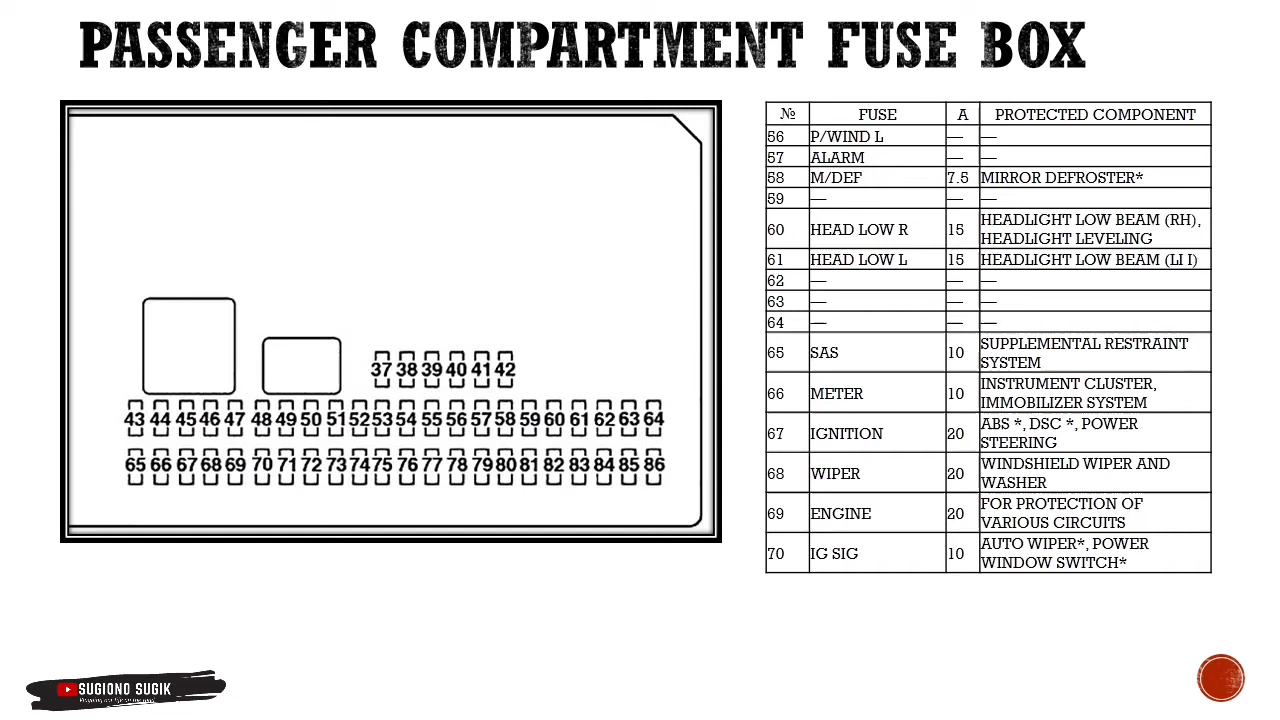 PASSENGER COMPARTMENT FUSE BOX
37 38 39 40 41 42
43 44 45 46 47 48 49 50 51 52 53 54 55 56 57 58 59 60 61 62 63 64
65 66 67 68 69 70 71 72 73 74 75 76 77 78 79 80 81 82 83 84 85 86
№ FUSE A PROTECTED COMPONENT
56 P/WIND L — —
57 ALARM — —
58 M/DEF 7.5 MIRROR DEFROSTER*
59 — — —
60 HEAD LOW R 15 HEADLIGHT LOW BEAM (RH),
HEADLIGHT LEVELING
61 HEAD LOW L 15 HEADLIGHT LOW BEAM (LI I)
62 — — —
63 — — —
64 — — —
65 SAS 10 SUPPLEMENTAL RESTRAINT
SYSTEM
66 METER 10 INSTRUMENT CLUSTER,
IMMOBILIZER SYSTEM
67 IGNITION 20 ABS *, DSC *, POWER
STEERING
68 WIPER 20 WINDSHIELD WIPER AND
WASHER
69 ENGINE 20 FOR PROTECTION OF
VARIOUS CIRCUITS
70 IG SIG 10 AUTO WIPER*, POWER
WINDOW SWITCH*
SUGIONO SUGIK